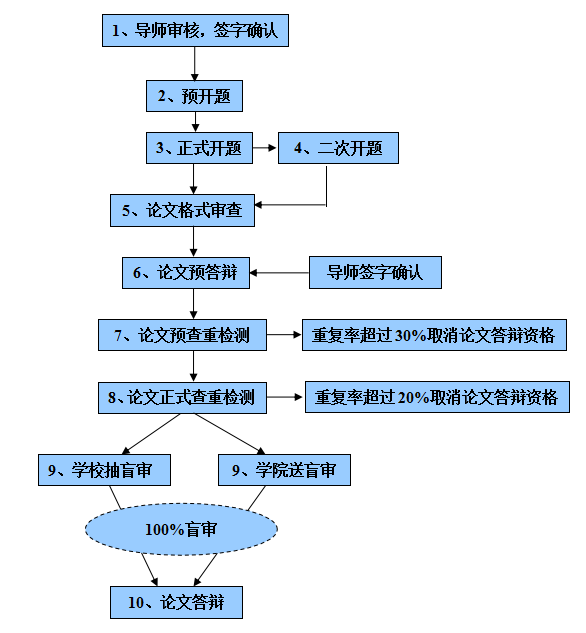 1、导师审核，签字确认
2、预开题
3、正式开题
4、二次开题
5、论文格式审查
6、论文预答辩
导师签字确认
7、论文预查重检测
重复率超过30%取消论文答辩资格
8、论文正式查重检测
重复率超过20%取消论文答辩资格
9、学校抽盲审
9、学院送盲审
100%盲审
10、论文答辩